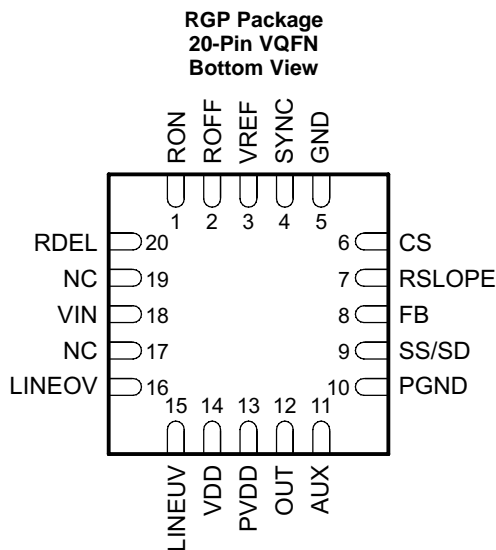 RGP Package
20-Pin VQFN
Bottom View
RON
ROFF
VREF
SYNC
GND
1
2
3
4
5
RDEL 20
NC 19
VIN 18
NC 17
LINEOV 16
6 CS
7 RSLOPE
8 FB
9 SS/SD
10 PGND
15
14
13
12
11
LINEUV
VDD
PVDD
OUT
AUX